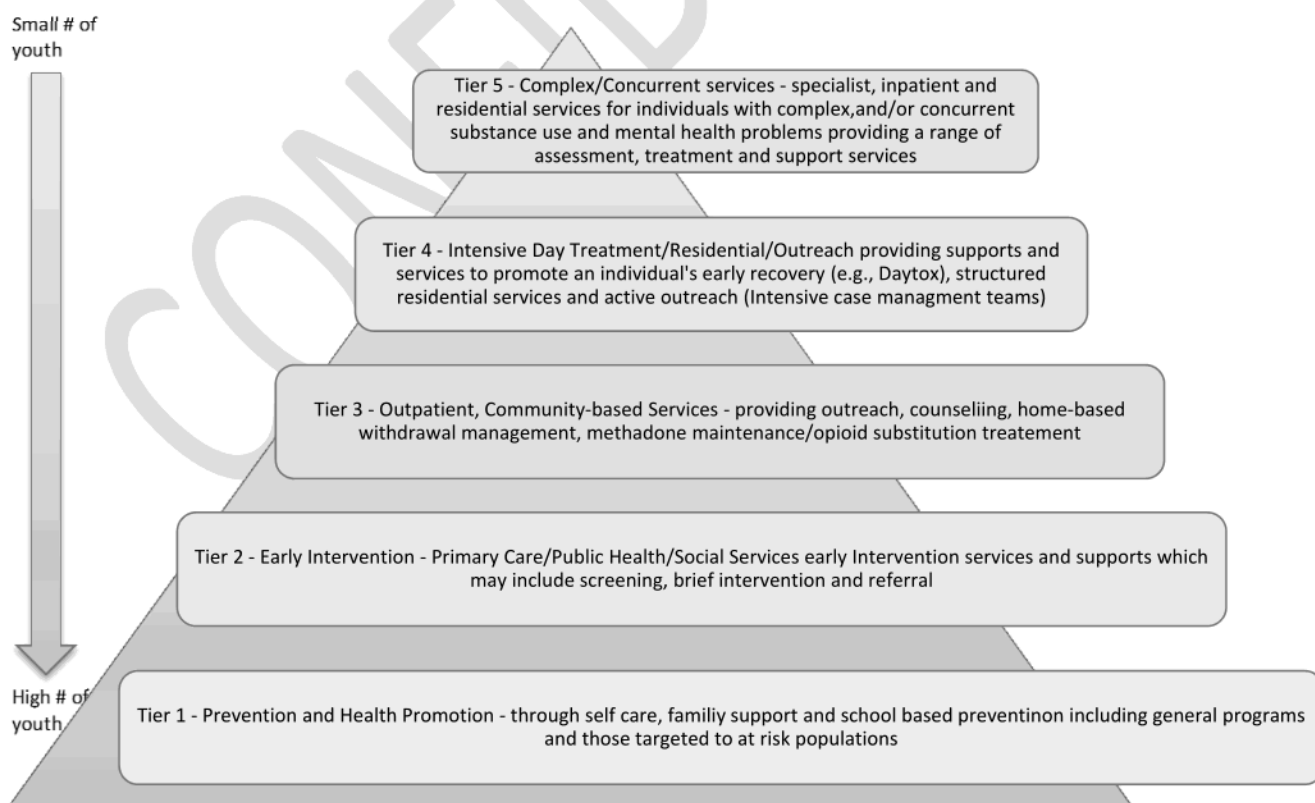 Small # of
youth
Tier 5 - Complex/Concurrent services - specialist, inpatient and
residential services for individuals with complex,and/or concurrent
substance use and mental health problems providing a range of
assessment, treatment and support services
Tier 4 - Intensive Day Treatment/Residential/Outreach providing supports and
services to promote an individual's early recovery (e.g., Daytox), structured
residential services and active outreach (Intensive case managment teams)
Tier 3 - Outpatient, Community-based Services - providing outreach, counseliing, home-based
withdrawal management, methadone maintenance/opioid substitution treatement
Tier 2 - Early Intervention - Primary Care/Public Health/Social Services early Intervention services and supports which
may include screening, brief intervention and referral
High # of
youth
Tier 1 - Prevention and Health Promotion - through self care, familiy support and school based preventinon including general programs
and those targeted to at risk populations